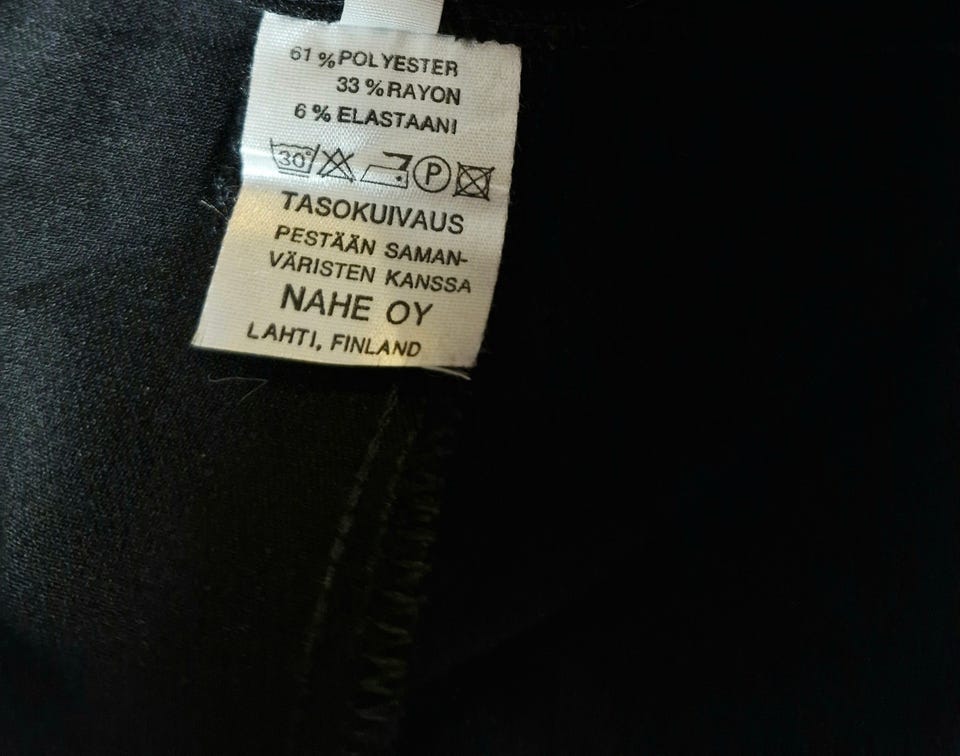 61 % POLYESTER
33 % RAYON
6 % ELASTAANI
30° P
TASOKUIVAUS
PESTÄÄN SAMAN-
VÄRISTEN KANSSA
NAHE OY
LAHTI, FINLAND